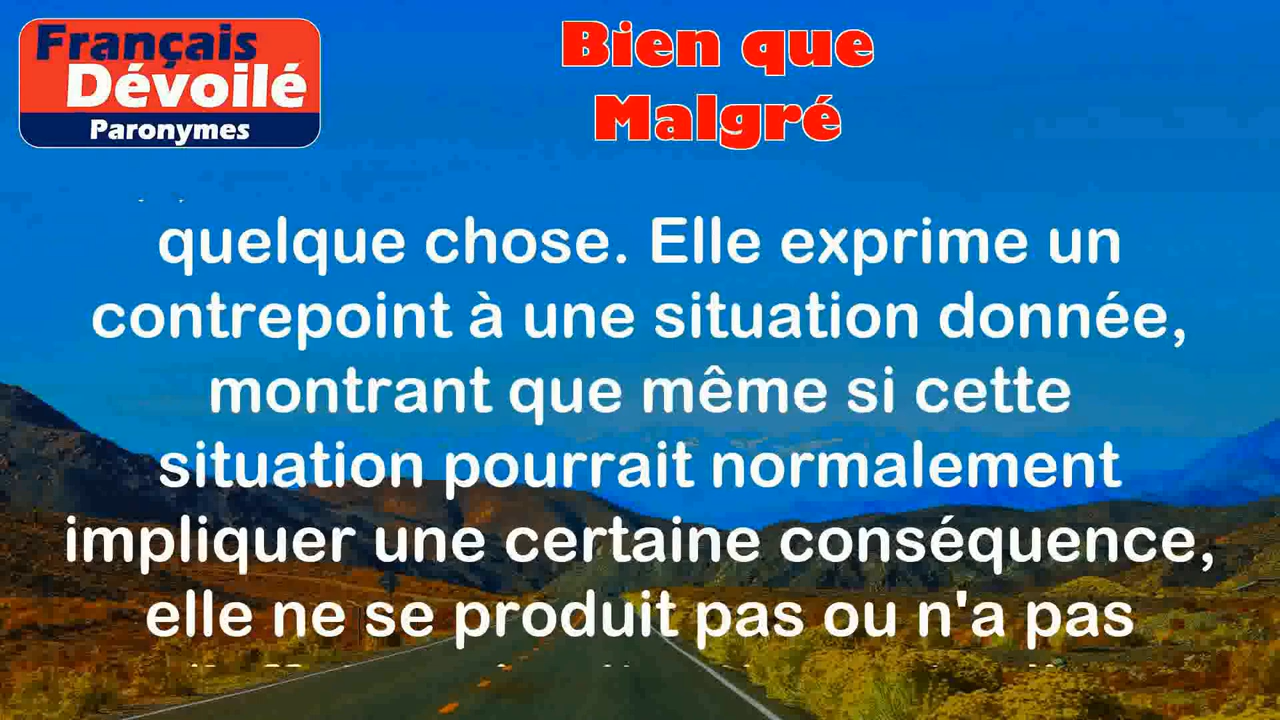 Français
Dévoilé
Paronymes
Bien que
Malgré
quelque chose. Elle exprime un
contrepoint à une situation donnée,
montrant que même si cette
situation pourrait normalement
impliquer une certaine conséquence,
elle ne se produit pas ou n'a pas